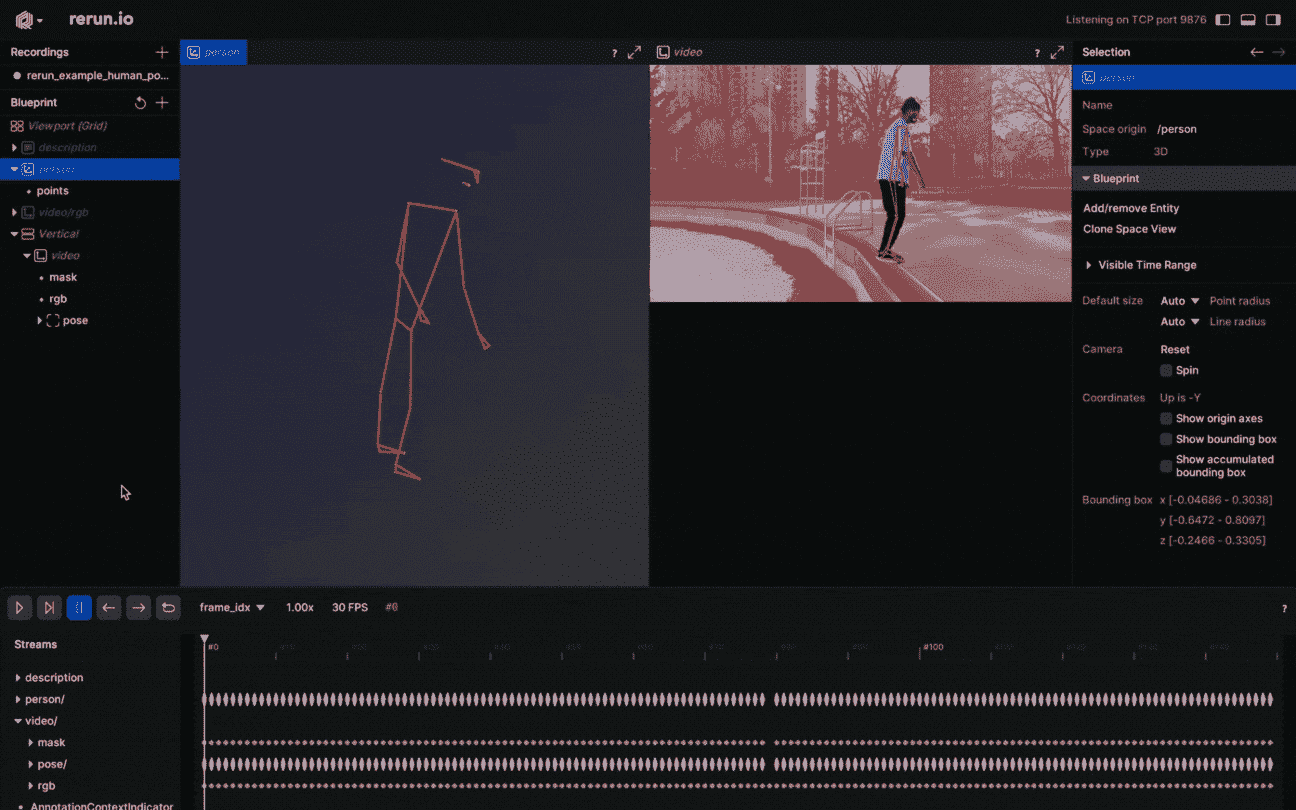 rerun.io
Listening on TCP port 9876
Recordings
rerun_example_human_po...
Blueprint
Viewport (Grid)
description
person
points
video/rgb
Vertical
video
mask
rgb
pose
person
?
video
?
Selection
person
Name
Space origin /person
Type 3D
Blueprint
Add/remove Entity
Clone Space View
Visible Time Range
Default size Auto Point radius
Auto Line radius
Camera Reset
Spin
Coordinates Up is -Y
Show origin axes
Show bounding box
Show accumulated
bounding box
Bounding box x [-0.04686 - 0.3038]
y [-0.6472 - 0.8097]
z [-0.2466 - 0.3305]
frame_idx 1.00x 30 FPS #0
?
Streams
#0 #100
description
person/
video/
mask
pose/
rgb
AnnotationContextIndicator